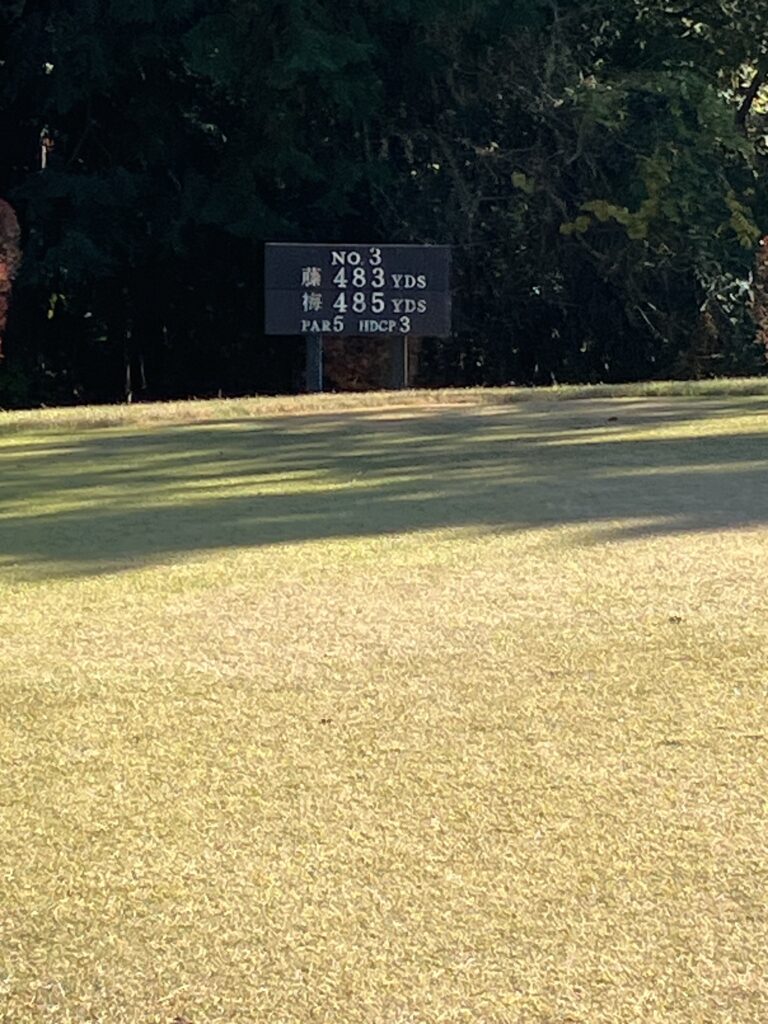 NO.3
藤 483 YDS
梅 485 YDS
PAR5 HDCP3